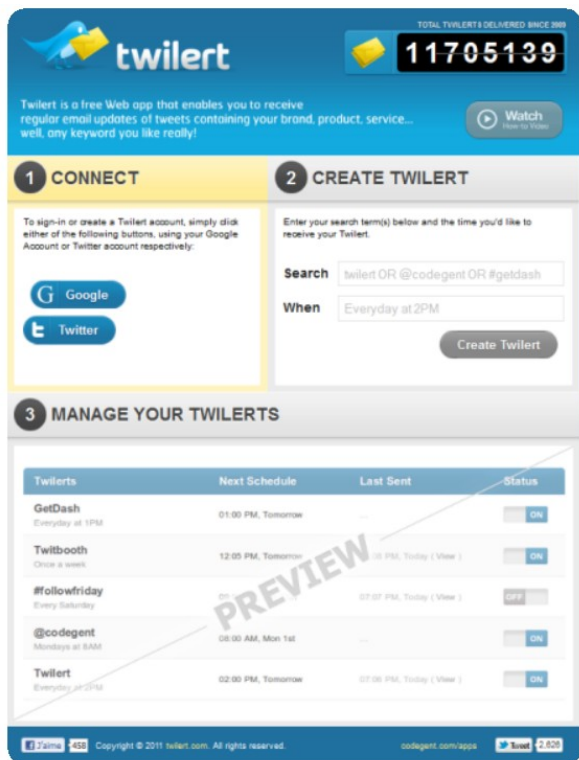 TOTAL TWILERTS DELIVERED SINCE 2009
twilert
11705139
Twilert is a free Web app that enables you to receive
regular email updates of tweets containing your brand, product, service...
well, any keyword you like really!
Watch
How to Video
1 CONNECT
2 CREATE TWILERT
To sign-in or create a Twilert account, simply click
either of the following buttons, using your Google
Account or Twitter account respectively:
G Google
t Twitter
Enter your search term(s) below and the time you'd like to
receive your Twilert.
Search twilert OR @codegent OR #getdash
When Everyday at 2PM
Create Twilert
3 MANAGE YOUR TWILERTS
Twilerts Next Schedule Last Sent Status
GetDash 01:00 PM, Tomorrow ... ON
Everyday at 1PM
Twitbooth 12:05 PM, Tomorrow PM, Today ( View ) ON
Once a week
PREVIEW
#followfriday 07:07 PM, Today ( View ) OFF
Every Saturday
@codegent 08:00 AM, Mon 1st ... ON
Mondays at 8AM
Twilert 02:00 PM, Tomorrow 07:06 PM, Today ( View ) ON
Everyday at 2PM
J'aime 458 Copyright © 2011 twilert.com. All rights reserved. codegent.com/apps Tweet 2,626